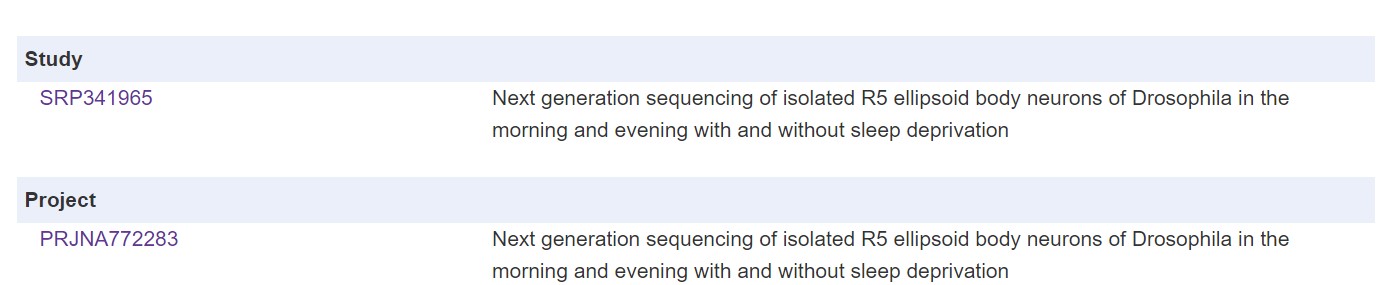 Study
SRP341965
Next generation sequencing of isolated R5 ellipsoid body neurons of Drosophila in the
morning and evening with and without sleep deprivation
Project
PRJNA772283
Next generation sequencing of isolated R5 ellipsoid body neurons of Drosophila in the
morning and evening with and without sleep deprivation